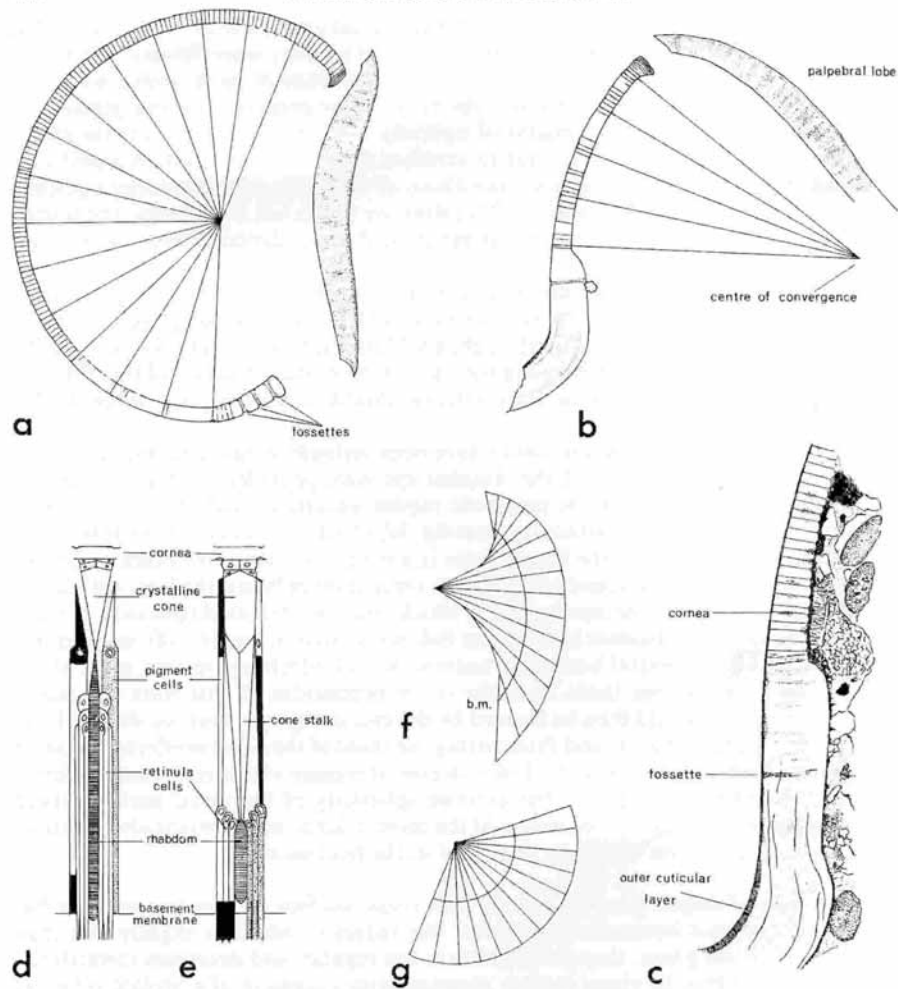 a
fossettes
palpebral lobe
centre of convergence
b
cornea
crystalline
cone
pigment
cells
cone stalk
retinula
cells
rhabdom
basement
membrane
d
e
b.m.
f
g
cornea
fossette
outer cuticular
layer
c